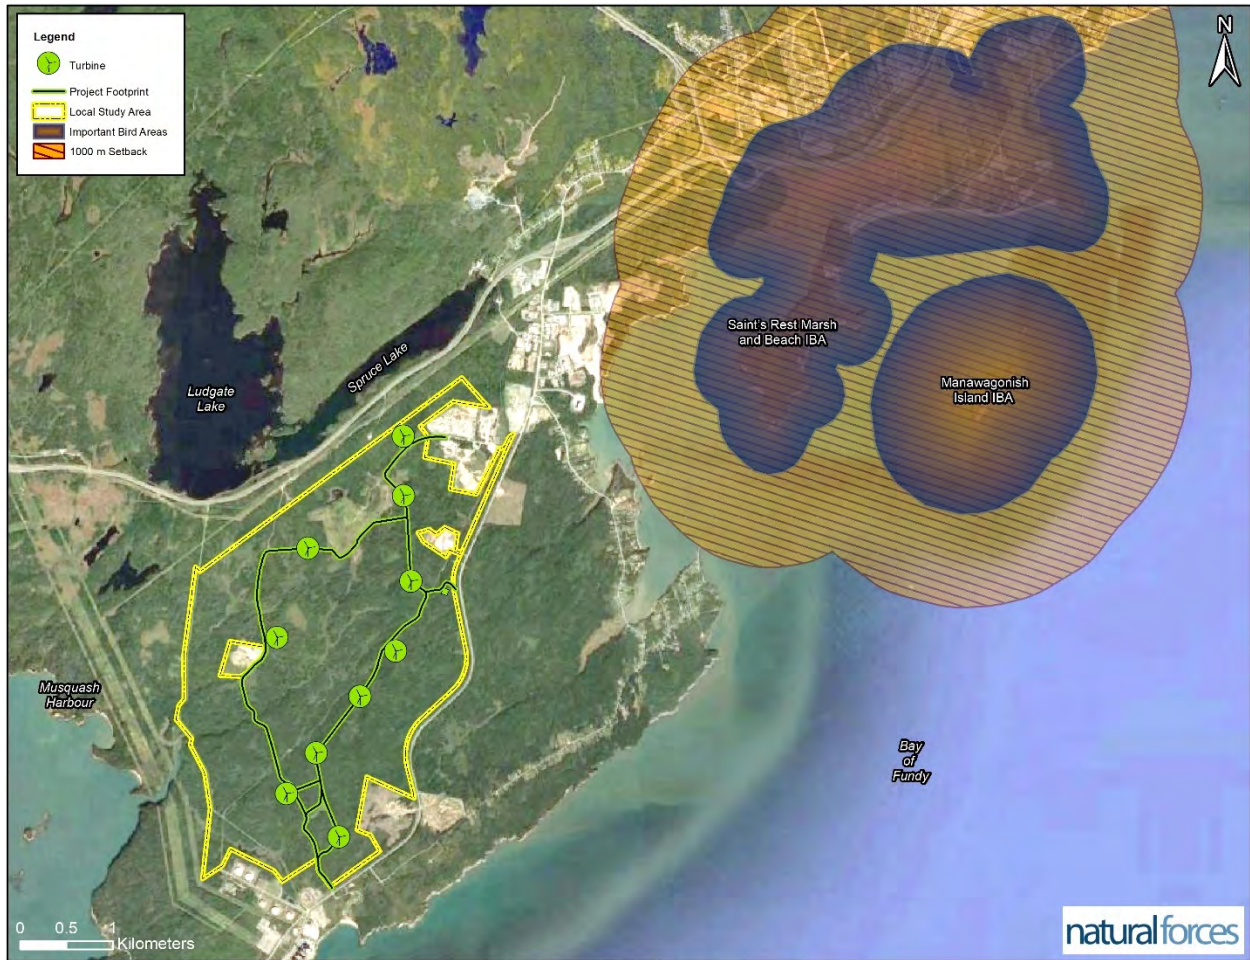 Legend
Turbine
Project Footprint
Local Study Area
Important Bird Areas
1000 m Setback
N
Saint's Rest Marsh
and Beach IBA
Manawagonish
Island IBA
Spruce Lake
Ludgate
Lake
Musquash
Harbour
Bay
of
Fundy
0 0.5 1
Kilometers
naturalforces